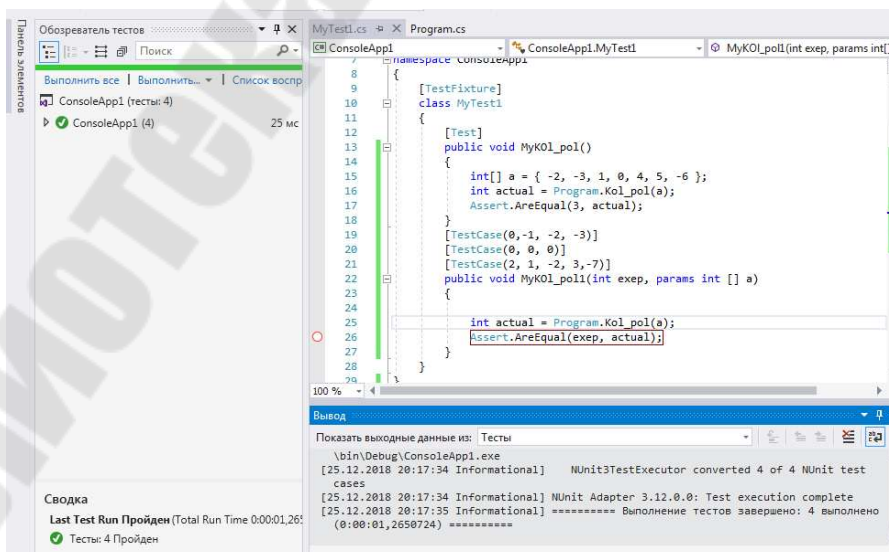 Панель элементов
Обозреватель тестов
Поиск
Выполнить все | Выполнить... | Список воспр
ConsoleApp1 (тесты: 4)
ConsoleApp1 (4) 25 мс
Сводка
Last Test Run Пройден (Total Run Time 0:00:01,265
Тесты: 4 Пройден
MyTest1.cs Program.cs
ConsoleApp1 ConsoleApp1.MyTest1 MyKOl_pol1(int exep, params int[]
7 namespace ConsoleApp1
8 {
9 [TestFixture]
10 class MyTest1
11 {
12 [Test]
13 public void MyKOl_pol()
14 {
15 int[] a = { -2, -3, 1, 0, 4, 5, -6 };
16 int actual = Program.Kol_pol(a);
17 Assert.AreEqual(3, actual);
18 }
19 [TestCase(0,-1, -2, -3)]
20 [TestCase(0, 0, 0)]
21 [TestCase(2, 1, -2, 3,-7)]
22 public void MyKOl_pol1(int exep, params int [] a)
23 {
24
25 int actual = Program.Kol_pol(a);
26 Assert.AreEqual(exep, actual);
27 }
28 }
29 }
100 %
Вывод
Показать выходные данные из: Тесты
\bin\Debug\ConsoleApp1.exe
[25.12.2018 20:17:34 Informational] NUnit3TestExecutor converted 4 of 4 NUnit test
cases
[25.12.2018 20:17:34 Informational] NUnit Adapter 3.12.0.0: Test execution complete
[25.12.2018 20:17:35 Informational] ========== Выполнение тестов завершено: 4 выполнено
(0:00:01,2650724) ==========